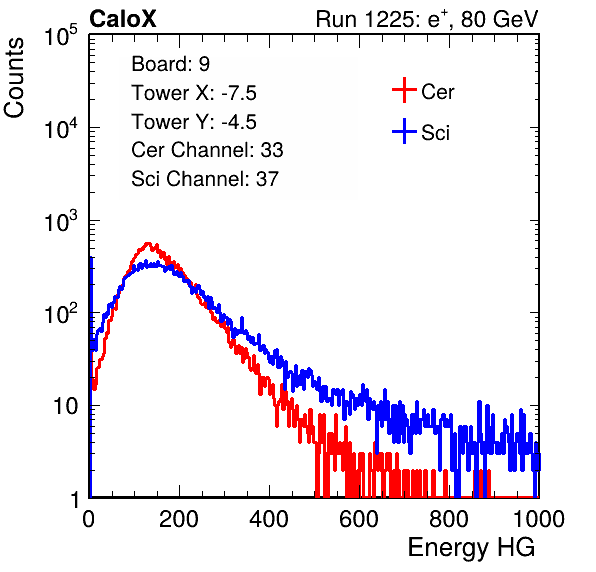 CaloX Run 1225: e⁺, 80 GeV
Counts
Board: 9
Tower X: -7.5
Tower Y: -4.5
Cer Channel: 33
Sci Channel: 37
Cer
Sci
10⁵
10⁴
10³
10²
10
1
0 200 400 600 800 1000
Energy HG